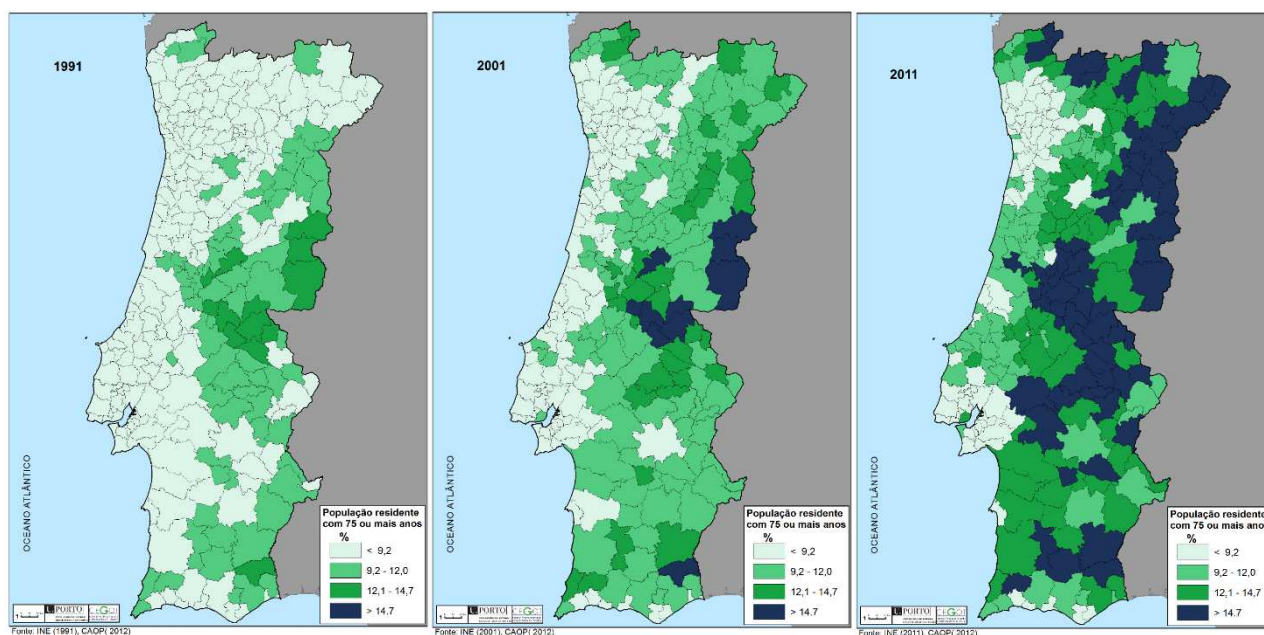 1991
OCEANO ATLÂNTICO
População residente
com 75 ou mais anos
%
< 9,2
9,2 - 12,0
12,1 - 14,7
> 14.7
U.PORTO
CEGOT
Fonte: INE (1991), CAOP( 2012)
2001
OCEANO ATLÂNTICO
População residente
com 75 ou mais anos
%
< 9,2
9,2 - 12,0
12,1 - 14,7
> 14.7
U.PORTO
CEGOT
Fonte: INE (2001), CAOP( 2012)
2011
OCEANO ATLÂNTICO
População residente
com 75 ou mais anos
%
< 9,2
9,2 - 12,0
12,1 - 14,7
> 14.7
U.PORTO
CEGOT
Fonte: INE (2011), CAOP( 2012)